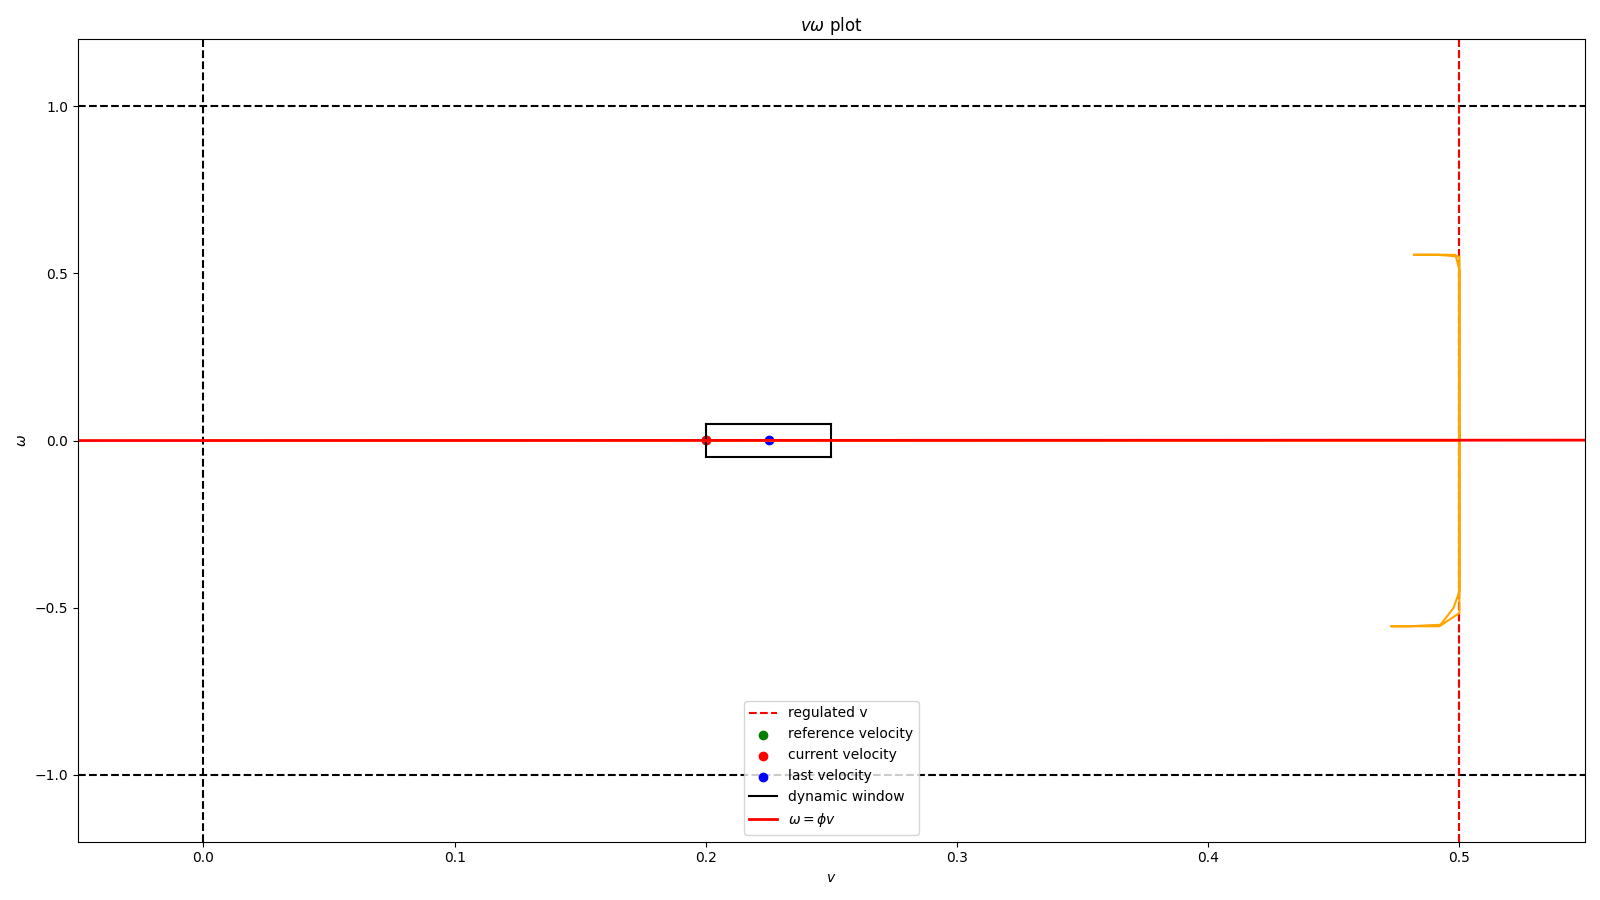 vω plot
1.0
0.5
0.0
−0.5
−1.0
ω
regulated v
reference velocity
current velocity
last velocity
dynamic window
ω = ϕv
0.0 0.1 0.2 0.3 0.4 0.5
v